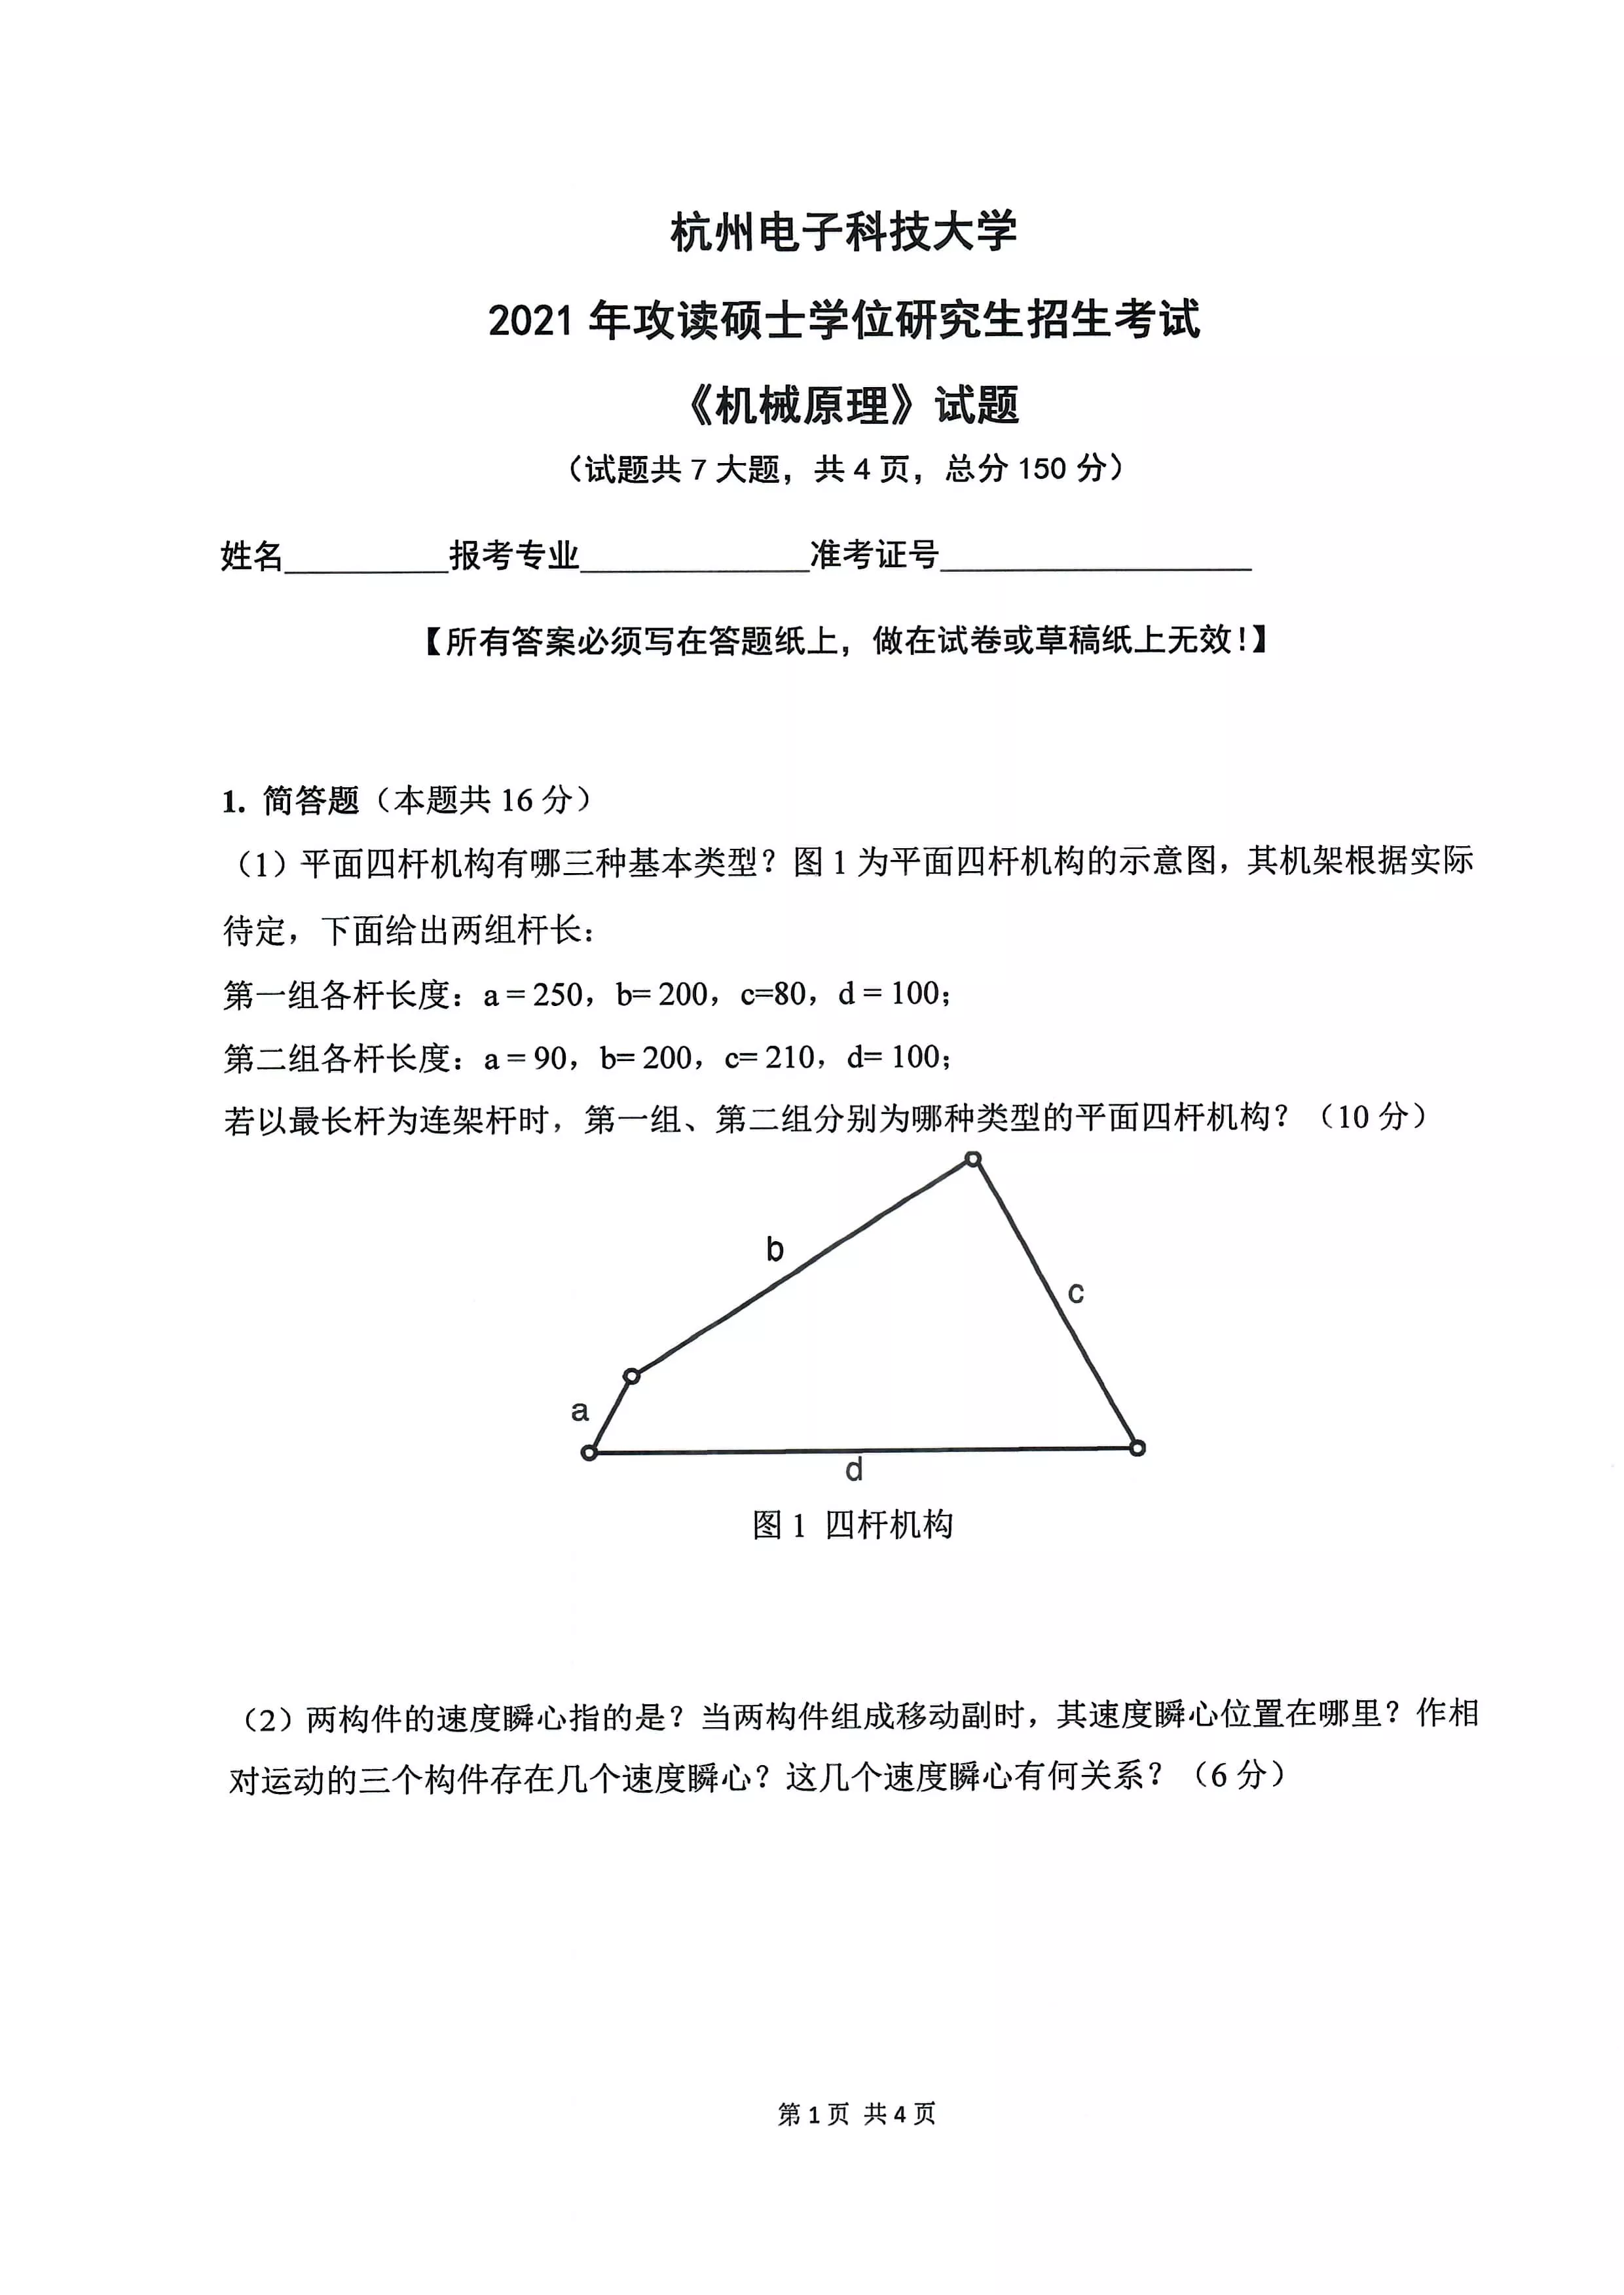 杭州电子科技大学
2021 年攻读硕士学位研究生招生考试
《机械原理》试题
（试题共 7 大题，共 4 页，总分 150 分）
姓名__________报考专业______________准考证号___________________
【所有答案必须写在答题纸上，做在试卷或草稿纸上无效！】
1. 简答题（本题共 16 分）
（1）平面四杆机构有哪三种基本类型？图 1 为平面四杆机构的示意图，其机架根据实际
待定，下面给出两组杆长：
第一组各杆长度：a = 250，b= 200，c=80，d = 100；
第二组各杆长度：a = 90，b= 200，c= 210，d= 100；
若以最长杆为连架杆时，第一组、第二组分别为哪种类型的平面四杆机构？（10 分）
b
c
a
d
图 1 四杆机构
（2）两构件的速度瞬心指的是？当两构件组成移动副时，其速度瞬心位置在哪里？作相
对运动的三个构件存在几个速度瞬心？这几个速度瞬心有何关系？（6 分）
第 1 页 共 4 页